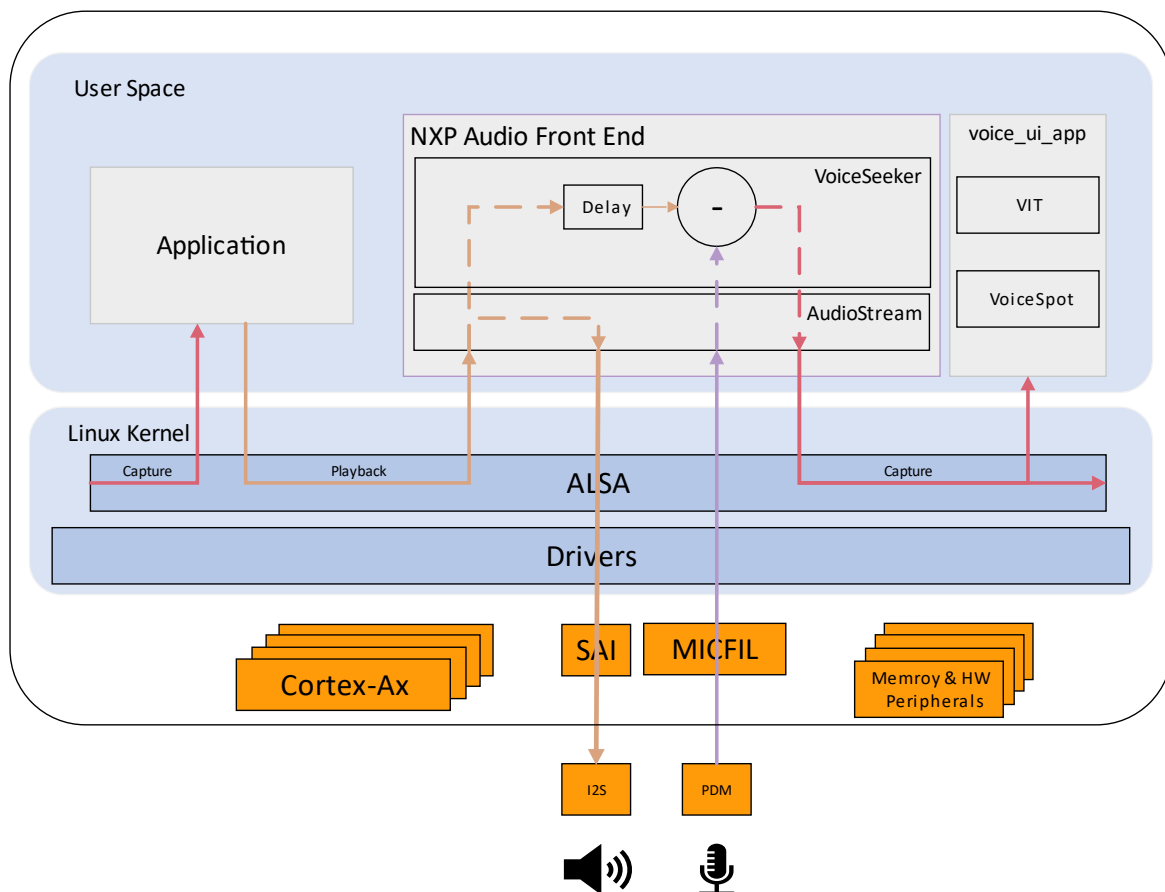 User Space
NXP Audio Front End
voice_ui_app
VoiceSeeker
Delay
-
VIT
Application
VoiceSpot
AudioStream
Linux Kernel
Capture
Playback
ALSA
Capture
Drivers
SAI
MICFIL
Cortex-Ax
Memroy & HW
Peripherals
I2S
PDM